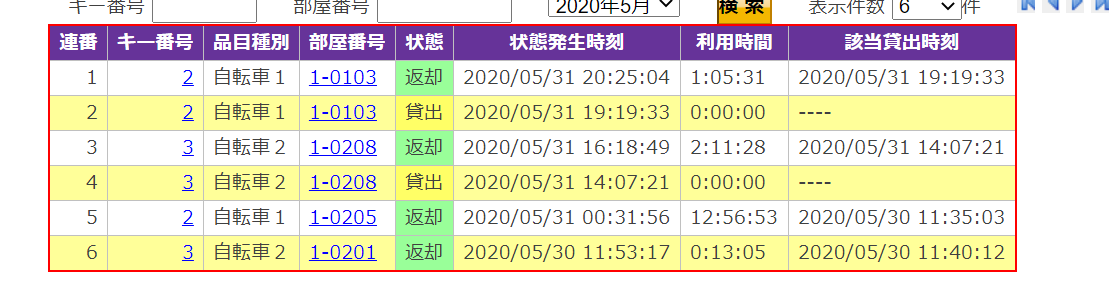 キー番号 部屋番号 2020年5月 検 索 表示件数 6 件
連番 キー番号 品目種別 部屋番号 状態 状態発生時刻 利用時間 該当貸出時刻
1 2 自転車1 1-0103 返却 2020/05/31 20:25:04 1:05:31 2020/05/31 19:19:33
2 2 自転車1 1-0103 貸出 2020/05/31 19:19:33 0:00:00 ----
3 3 自転車2 1-0208 返却 2020/05/31 16:18:49 2:11:28 2020/05/31 14:07:21
4 3 自転車2 1-0208 貸出 2020/05/31 14:07:21 0:00:00 ----
5 2 自転車1 1-0205 返却 2020/05/31 00:31:56 12:56:53 2020/05/30 11:35:03
6 3 自転車2 1-0201 返却 2020/05/30 11:53:17 0:13:05 2020/05/30 11:40:12